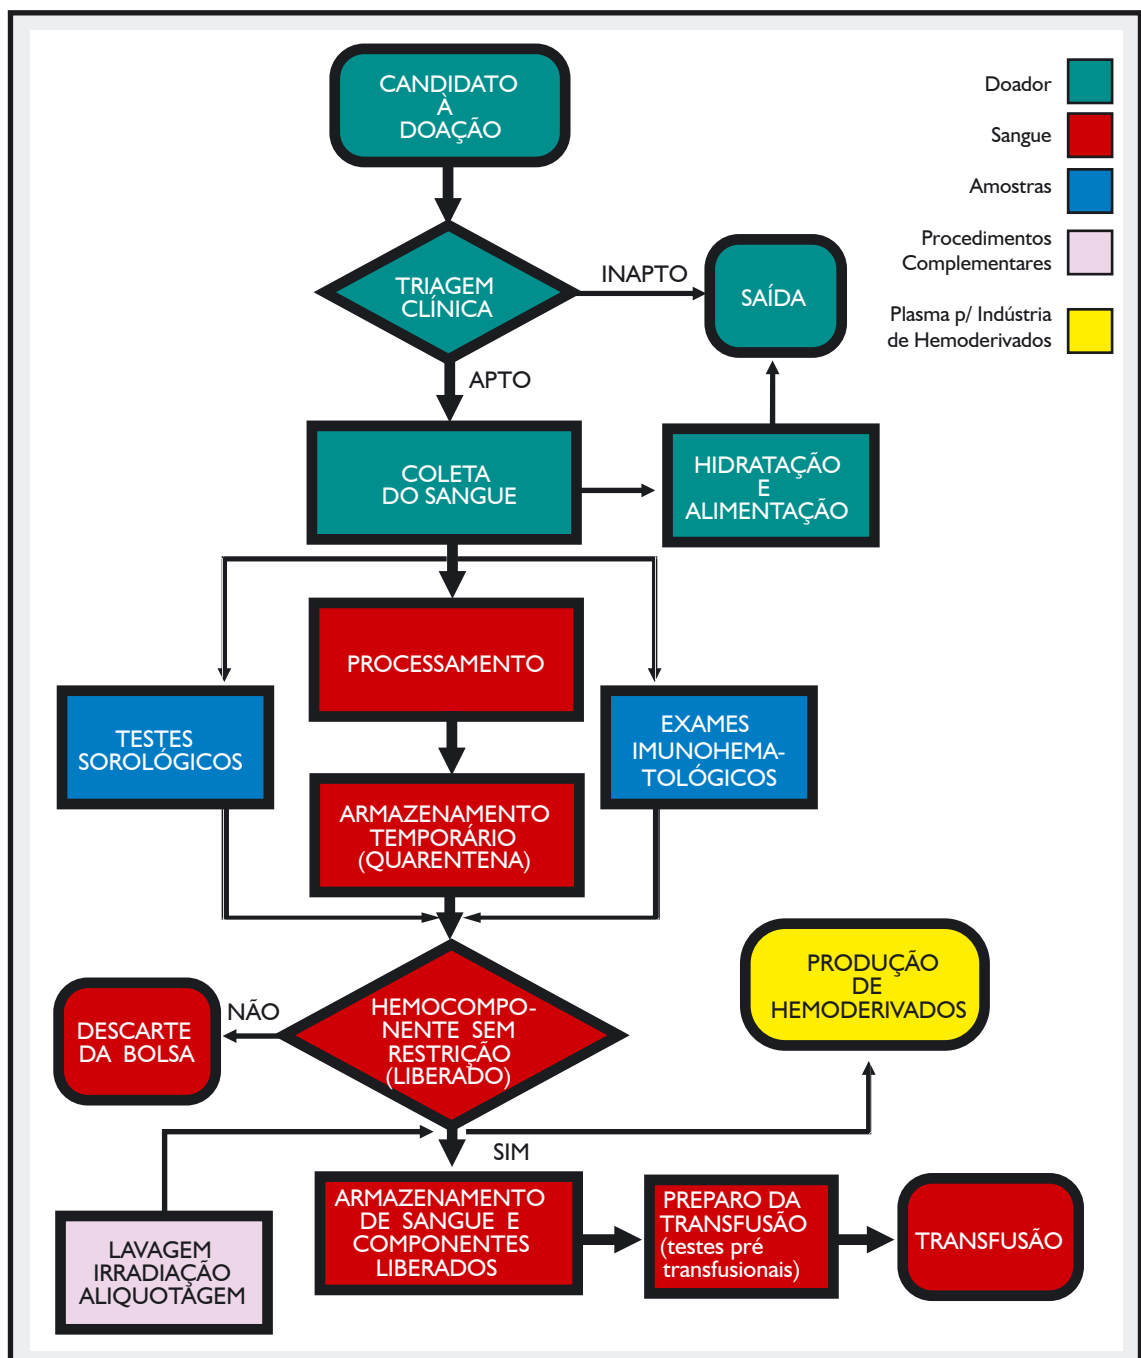 CANDIDATO
À
DOAÇÃO
Doador
Sangue
Amostras
Procedimentos
Complementares
Plasma p/ Indústria
de Hemoderivados
TRIAGEM
CLÍNICA
INAPTO
SAÍDA
APTO
COLETA
DO SANGUE
HIDRATAÇÃO
E
ALIMENTAÇÃO
PROCESSAMENTO
TESTES
SOROLÓGICOS
EXAMES
IMUNOHEMA-
TOLÓGICOS
ARMAZENAMENTO
TEMPORÁRIO
(QUARENTENA)
HEMOCOMPO-
NENTE SEM
RESTRIÇÃO
(LIBERADO)
NÃO
DESCARTE
DA BOLSA
PRODUÇÃO
DE
HEMODERIVADOS
SIM
LAVAGEM
IRRADIAÇÃO
ALIQUOTAGEM
ARMAZENAMENTO
DE SANGUE E
COMPONENTES
LIBERADOS
PREPARO DA
TRANSFUSÃO
(testes pré
transfusionais)
TRANSFUSÃO